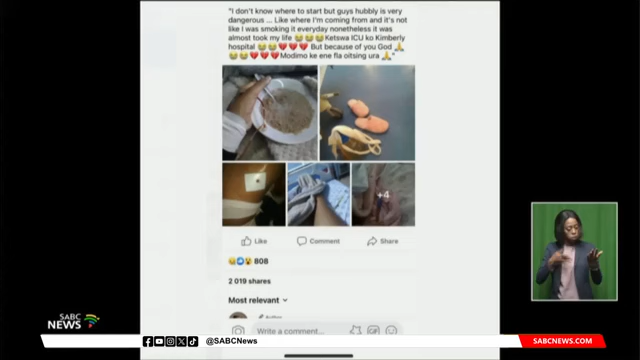 "I don't know where to start but guys hubbly is very
dangerous ... Like where I'm coming from and it's not
like I was smoking it everyday nonetheless it was
almost took my life 😭😭😭 Ketswa ICU ko Kimberly
hospital 😭😭💔💔💔 But because of you God 🙏
😭😭💔💔💔Modimo ke ene fla oitsing ura 🙏"
+4
Like
Comment
Share
808
2 019 shares
Most relevant
Author
Write a comment...
GIF
SABC
NEWS
@SABCNews
SABCNEWS.COM